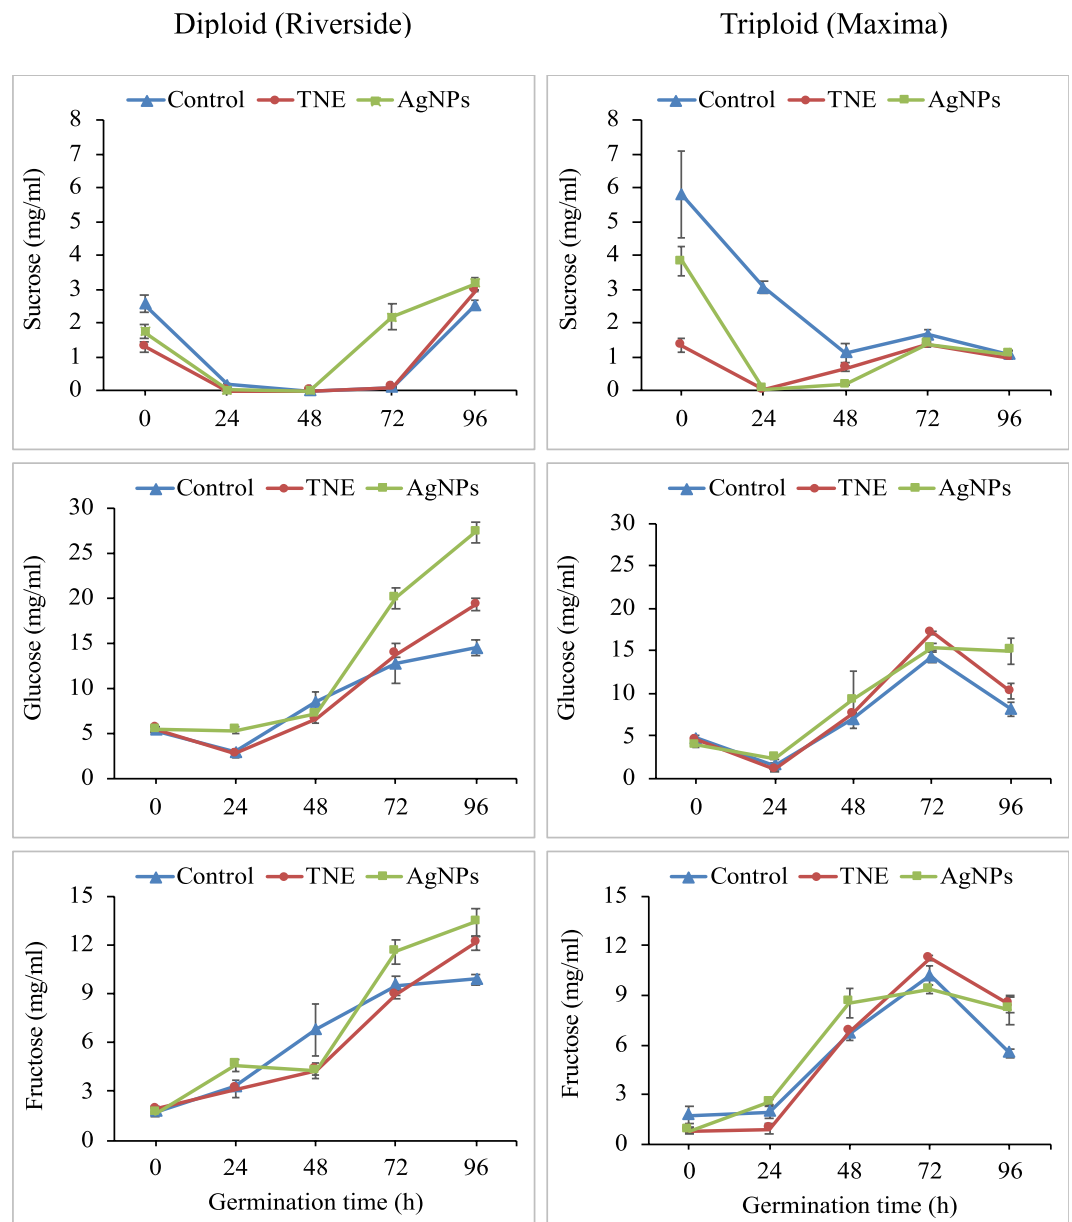 Diploid (Riverside)
Triploid (Maxima)
Control TNE AgNPs
8
7
6
5
4
3
2
1
0
Sucrose (mg/ml)
0 24 48 72 96
Control TNE AgNPs
8
7
6
5
4
3
2
1
0
Sucrose (mg/ml)
0 24 48 72 96
Control TNE AgNPs
30
25
20
15
10
5
0
Glucose (mg/ml)
0 24 48 72 96
Control TNE AgNPs
30
25
20
15
10
5
0
Glucose (mg/ml)
0 24 48 72 96
Control TNE AgNPs
15
12
9
6
3
0
Fructose (mg/ml)
0 24 48 72 96
Germination time (h)
Control TNE AgNPs
15
12
9
6
3
0
Fructose (mg/ml)
0 24 48 72 96
Germination time (h)